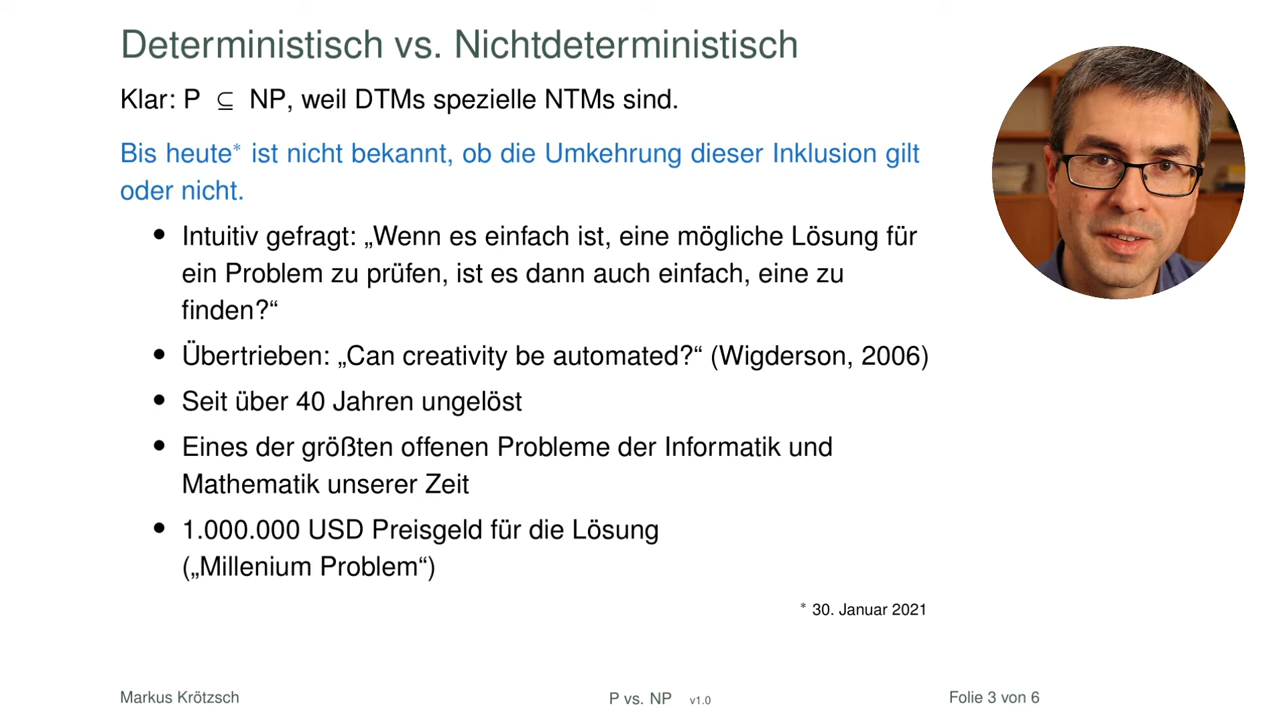 Deterministisch vs. Nichtdeterministisch
Klar: P ⊆ NP, weil DTMs spezielle NTMs sind.
Bis heute* ist nicht bekannt, ob die Umkehrung dieser Inklusion gilt
oder nicht.
• Intuitiv gefragt: „Wenn es einfach ist, eine mögliche Lösung für
ein Problem zu prüfen, ist es dann auch einfach, eine zu
finden?“
• Übertrieben: „Can creativity be automated?“ (Wigderson, 2006)
• Seit über 40 Jahren ungelöst
• Eines der größten offenen Probleme der Informatik und
Mathematik unserer Zeit
• 1.000.000 USD Preisgeld für die Lösung
(„Millenium Problem“)
* 30. Januar 2021
Markus Krötzsch P vs. NP v1.0 Folie 3 von 6